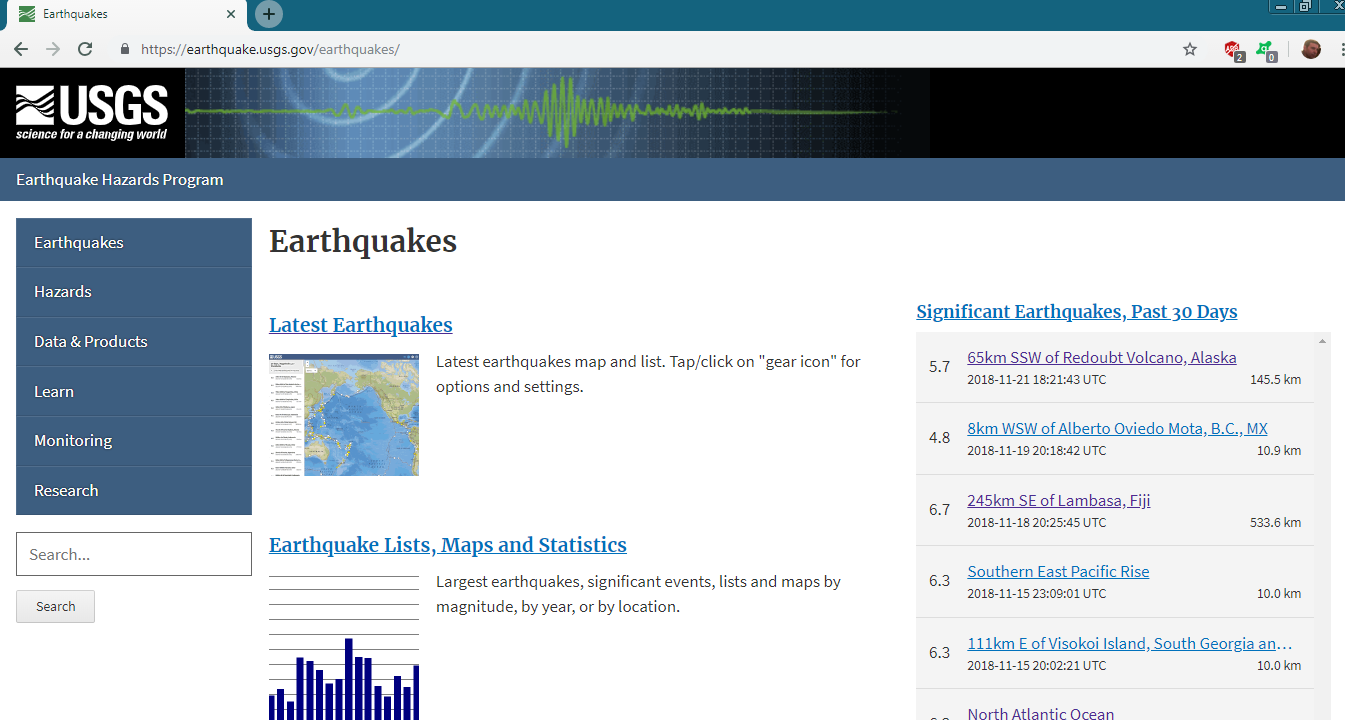 Earthquakes
https://earthquake.usgs.gov/earthquakes/
2
0
USGS
science for a changing world
Earthquake Hazards Program
Earthquakes
Hazards
Data & Products
Learn
Monitoring
Research
Search...
Search
Earthquakes
Latest Earthquakes
Latest earthquakes map and list. Tap/click on "gear icon" for
options and settings.
Earthquake Lists, Maps and Statistics
Largest earthquakes, significant events, lists and maps by
magnitude, by year, or by location.
Significant Earthquakes, Past 30 Days
5.7 65km SSW of Redoubt Volcano, Alaska
2018-11-21 18:21:43 UTC 145.5 km
4.8 8km WSW of Alberto Oviedo Mota, B.C., MX
2018-11-19 20:18:42 UTC 10.9 km
6.7 245km SE of Lambasa, Fiji
2018-11-18 20:25:45 UTC 533.6 km
6.3 Southern East Pacific Rise
2018-11-15 23:09:01 UTC 10.0 km
6.3 111km E of Visokoi Island, South Georgia an...
2018-11-15 20:02:21 UTC 10.0 km
North Atlantic Ocean